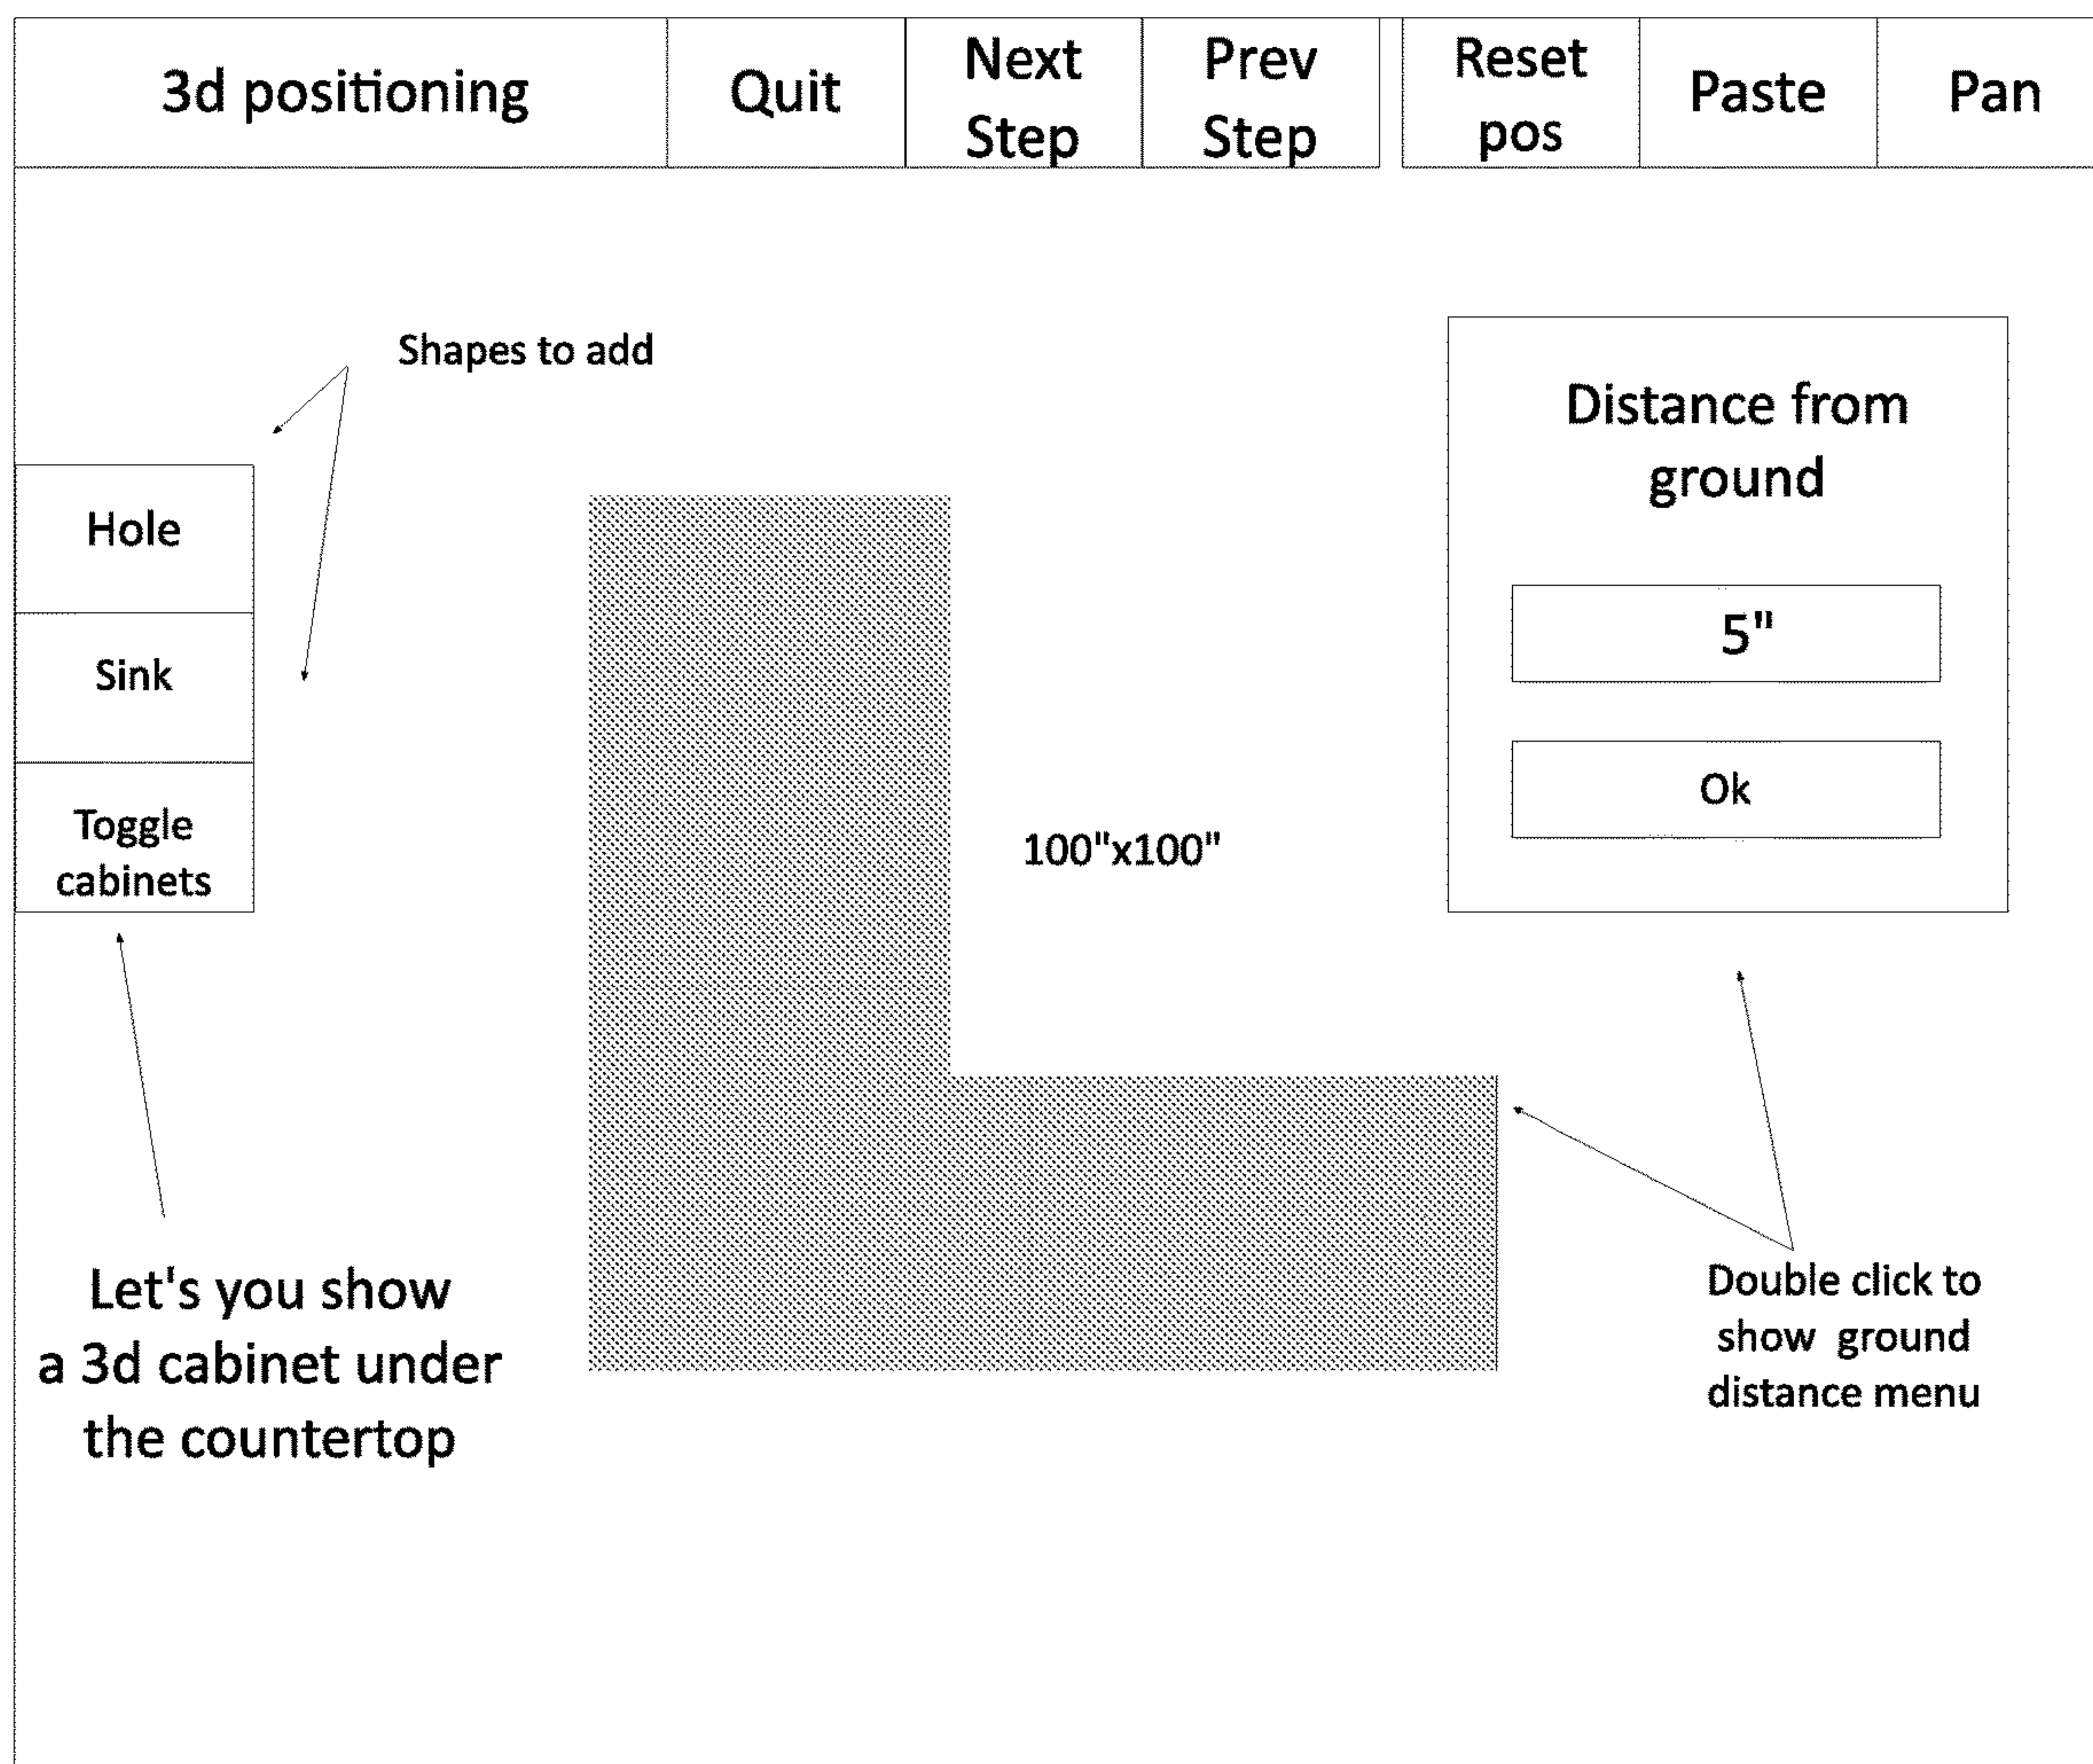 3d positioning
Quit
Next
Step
Prev
Step
Reset
pos
Paste
Pan
Shapes to add
Hole
Sink
Toggle
cabinets
Distance from
ground
5"
Ok
100"x100"
Let's you show
a 3d cabinet under
the countertop
Double click to
show ground
distance menu